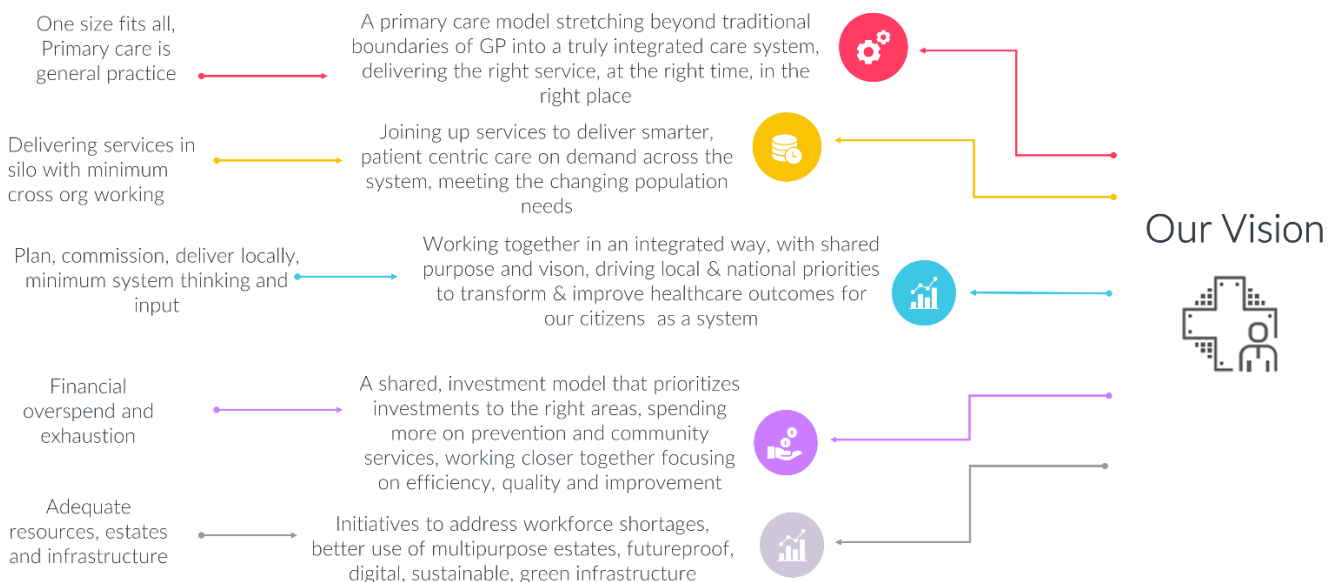 One size fits all,
Primary care is
general practice
A primary care model stretching beyond traditional
boundaries of GP into a truly integrated care system,
delivering the right service, at the right time, in the
right place
Delivering services in
silo with minimum
cross org working
Joining up services to deliver smarter,
patient centric care on demand across the
system, meeting the changing population
needs
Plan, commission, deliver locally,
minimum system thinking and
input
Working together in an integrated way, with shared
purpose and vison, driving local & national priorities
to transform & improve healthcare outcomes for
our citizens as a system
Financial
overspend and
exhaustion
A shared, investment model that prioritizes
investments to the right areas, spending
more on prevention and community
services, working closer together focusing
on efficiency, quality and improvement
Adequate
resources, estates
and infrastructure
Initiatives to address workforce shortages,
better use of multipurpose estates, futureproof,
digital, sustainable, green infrastructure
Our Vision